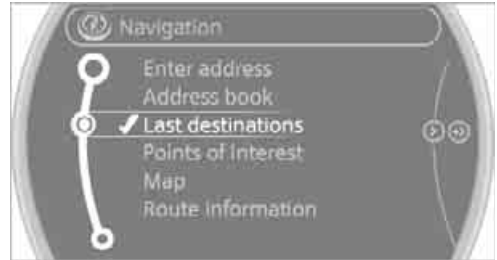 Navigation
Enter address
Address book
Last destinations
Points of Interest
Map
Route information